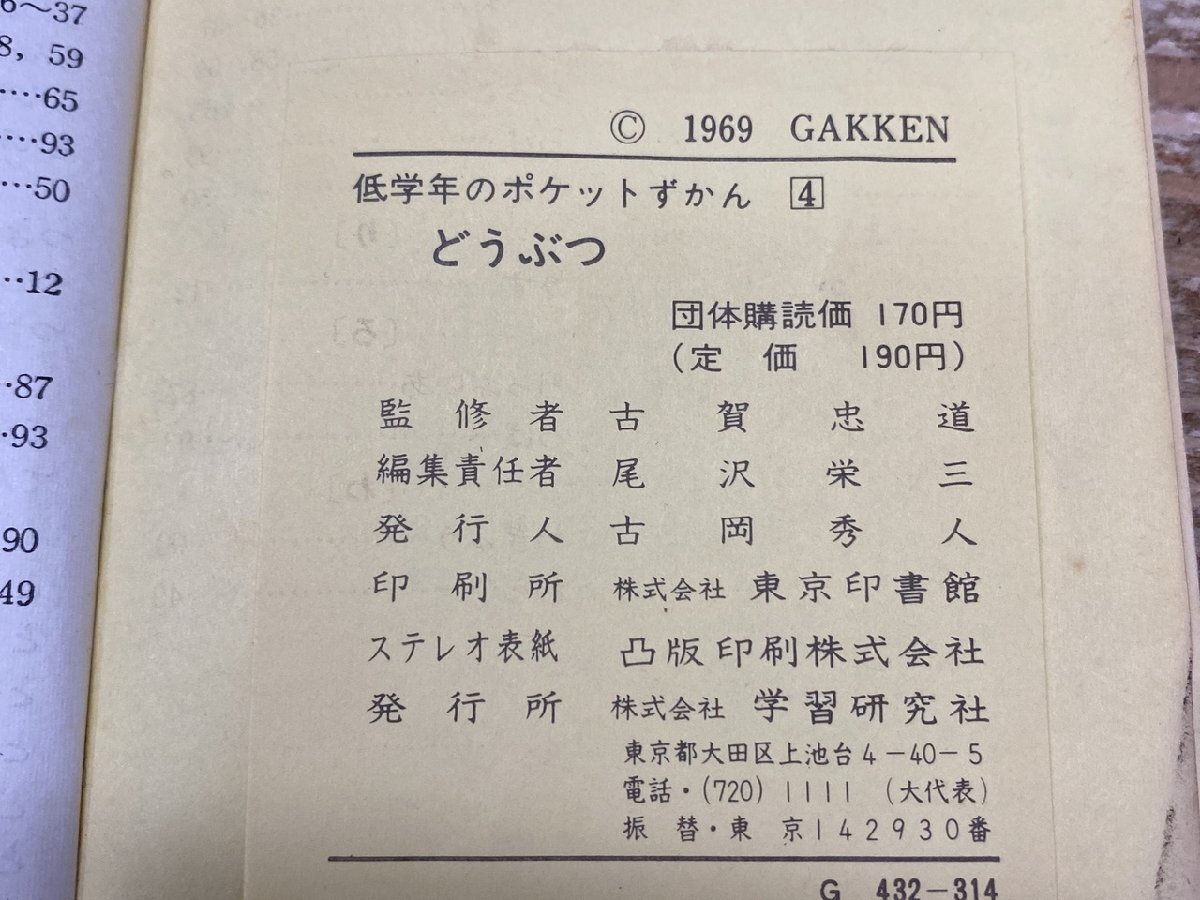 6〜37
8, 59
……65
……93
……50
…12
・87
・93
90
49
© 1969 GAKKEN
低学年のポケットずかん 4
どうぶつ
団体購読価 170円
(定 価 190円)
監修者 古賀忠道
編集責任者 尾沢栄三
発行人 古岡秀人
印刷所 株式会社 東京印書館
ステレオ表紙 凸版印刷株式会社
発行所 株式会社 学習研究社
東京都大田区上池台4-40-5
電話・(720) 1111 (大代表)
振替・東京142930番
G 432-314